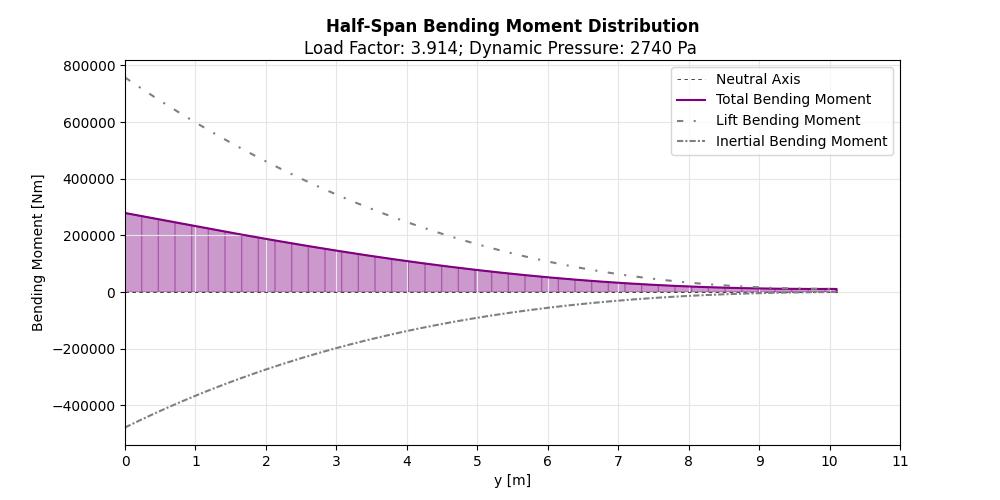 Half-Span Bending Moment Distribution
Load Factor: 3.914; Dynamic Pressure: 2740 Pa
Neutral Axis
Total Bending Moment
Lift Bending Moment
Inertial Bending Moment
Bending Moment [Nm]
800000
600000
400000
200000
0
−200000
−400000
0 1 2 3 4 5 6 7 8 9 10 11
y [m]